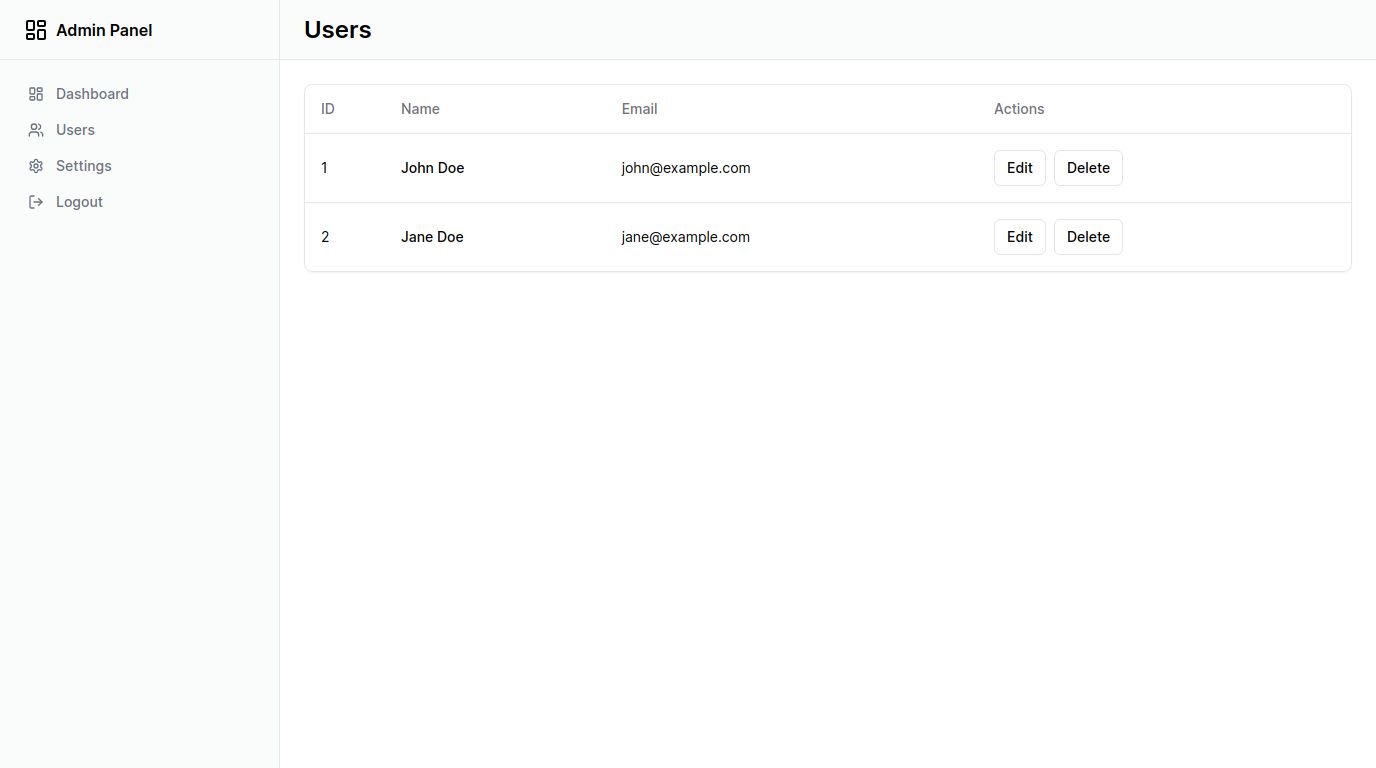 Admin Panel
Users
Dashboard
Users
Settings
Logout
ID Name Email Actions
1 John Doe john@example.com Edit Delete
2 Jane Doe jane@example.com Edit Delete